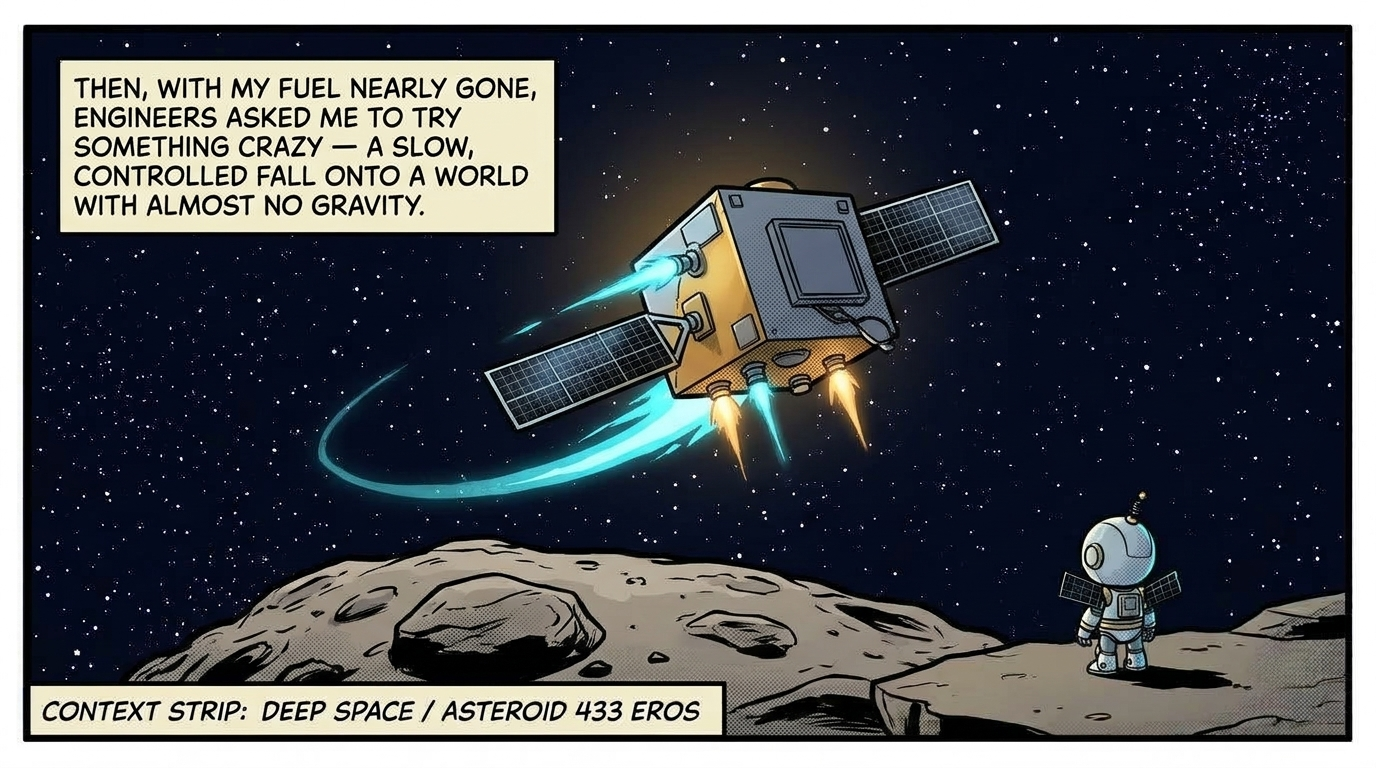 THEN, WITH MY FUEL NEARLY GONE,
ENGINEERS ASKED ME TO TRY
SOMETHING CRAZY — A SLOW,
CONTROLLED FALL ONTO A WORLD
WITH ALMOST NO GRAVITY.
CONTEXT STRIP: DEEP SPACE / ASTEROID 433 EROS